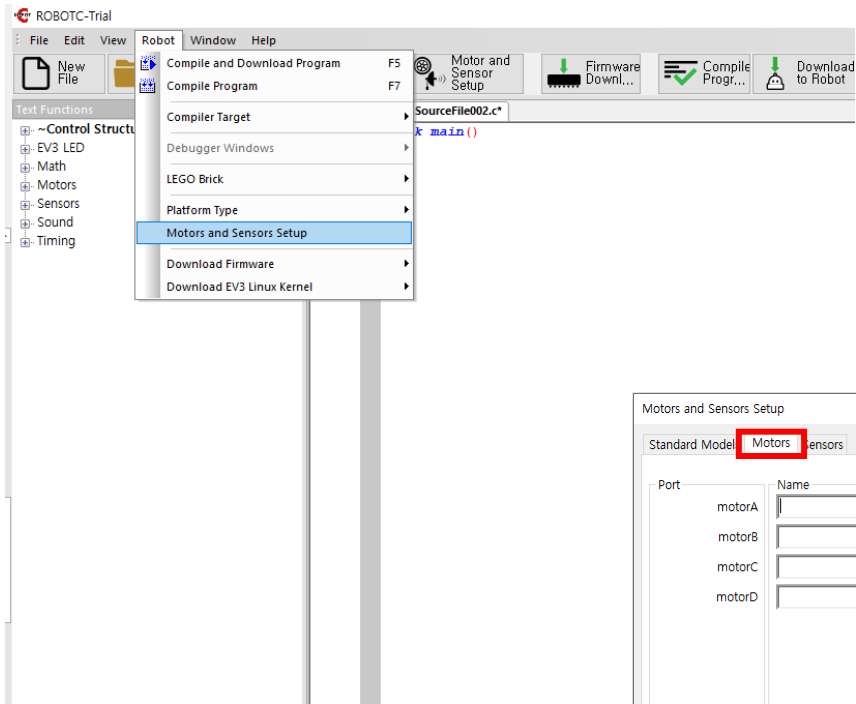 ROBOTC-Trial
File Edit View Robot Window Help
New
File
Motor and
Sensor
Setup
Firmware
Downl...
Compile
Progr...
Download
to Robot
Compile and Download Program F5
Compile Program F7
Compiler Target
Debugger Windows
LEGO Brick
Platform Type
Motors and Sensors Setup
Download Firmware
Download EV3 Linux Kernel
Text Functions
~Control Structu
EV3 LED
Math
Motors
Sensors
Sound
Timing
SourceFile002.c*
k main()
Motors and Sensors Setup
Standard Model Motors ensors
Port Name
motorA
motorB
motorC
motorD